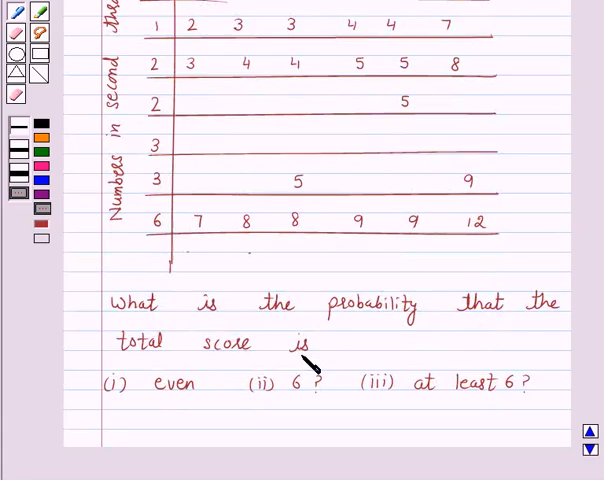 1 2 3 3 4 4 7
2 3 4 4 5 5 8
2 5
3
3 5 9
6 7 8 8 9 9 12
Numbers in second
What is the probability that the
total score is
(i) even (ii) 6 ? (iii) at least 6 ?